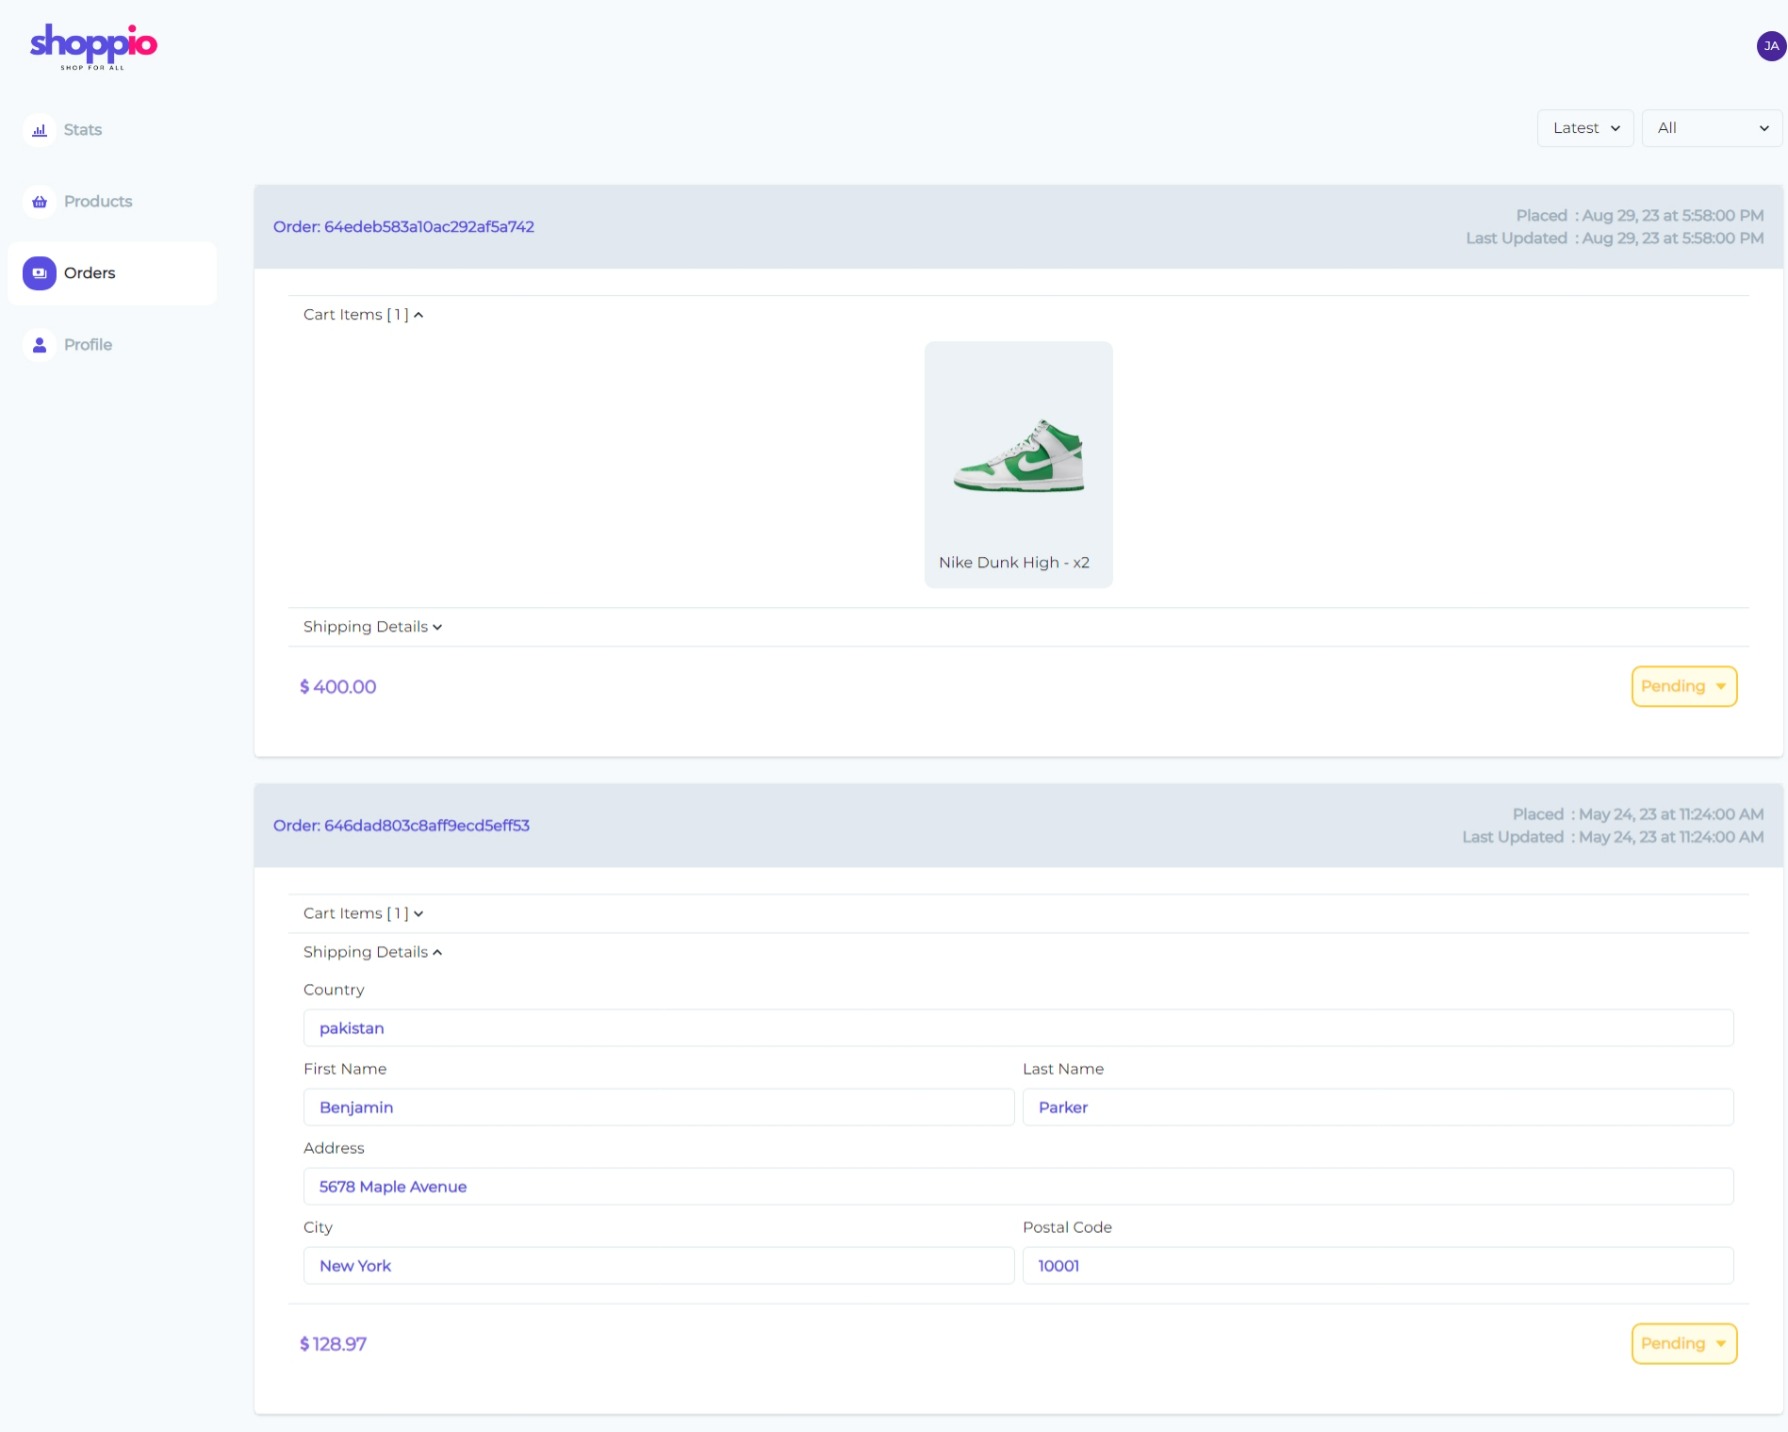 shoppio
SHOP FOR ALL
JA
Stats
Products
Orders
Profile
Latest
All
Order: 64edeb583a10ac292af5a742
Placed : Aug 29, 23 at 5:58:00 PM
Last Updated : Aug 29, 23 at 5:58:00 PM
Cart Items [ 1 ]
Nike Dunk High - x2
Shipping Details
$ 400.00
Pending
Order: 646dad803c8aff9ecd5eff53
Placed : May 24, 23 at 11:24:00 AM
Last Updated : May 24, 23 at 11:24:00 AM
Cart Items [ 1 ]
Shipping Details
Country
pakistan
First Name
Last Name
Benjamin
Parker
Address
5678 Maple Avenue
City
Postal Code
New York
10001
$ 128.97
Pending